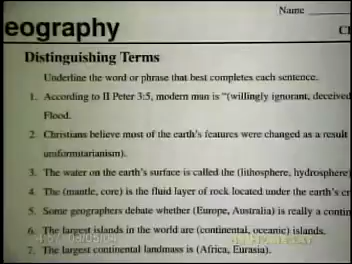 Name
eography
Distinguishing Terms
Underline the word or phrase that best completes each sentence.
1. According to II Peter 3:5, modern man is "(willingly ignorant, deceived
Flood.
2. Christians believe most of the earth's features were changed as a result
uniformitarianism).
3. The water on the earth's surface is called the (lithosphere, hydrosphere
4. The (mantle, core) is the fluid layer of rock located under the earth's cr
5. Some geographers debate whether (Europe, Australia) is really a contin
6. The largest islands in the world are (continental, oceanic) islands.
7. The largest continental landmass is (Africa, Eurasia).